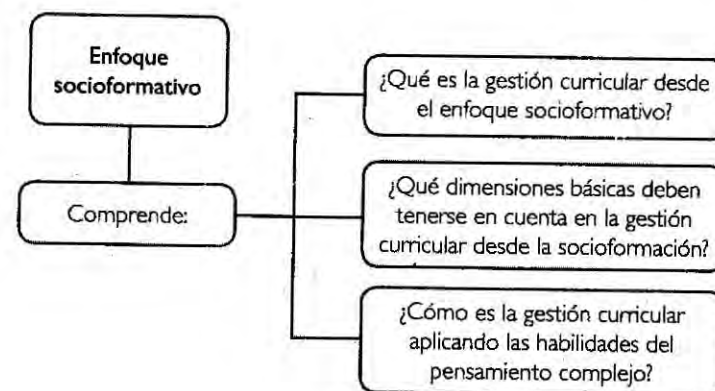 Enfoque
socioformativo
Comprende:
¿Qué es la gestión curricular desde
el enfoque socioformativo?
¿Qué dimensiones básicas deben
tenerse en cuenta en la gestión
curricular desde la socioformación?
¿Cómo es la gestión curricular
aplicando las habilidades del
pensamiento complejo?